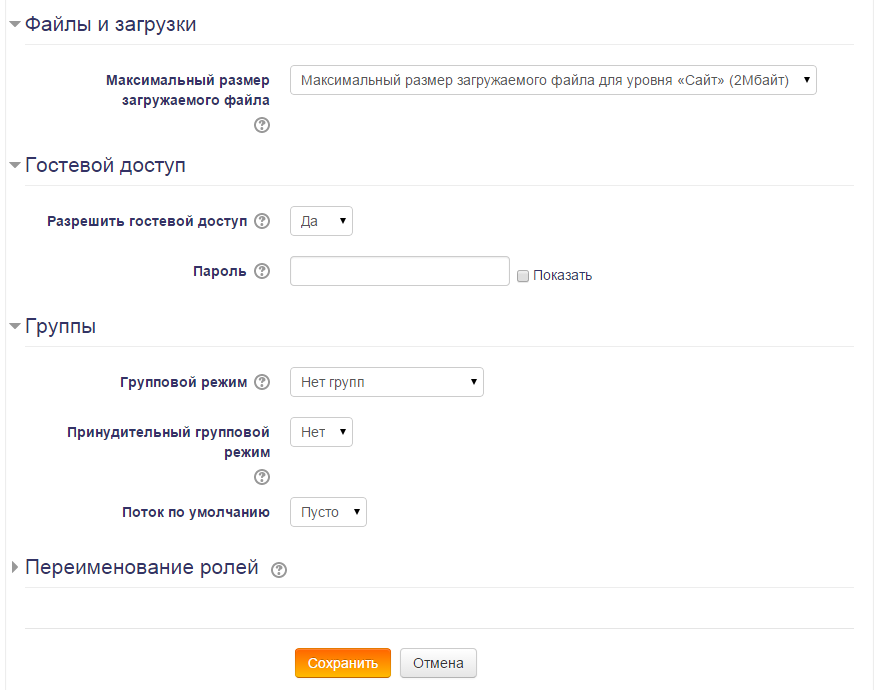 Файлы и загрузки
Максимальный размер
загружаемого файла
Максимальный размер загружаемого файла для уровня «Сайт» (2Мбайт)
?
Гостевой доступ
Разрешить гостевой доступ ? Да
Пароль ? Показать
Группы
Групповой режим ? Нет групп
Принудительный групповой
режим
Нет
?
Поток по умолчанию Пусто
Переименование ролей ?
Сохранить Отмена